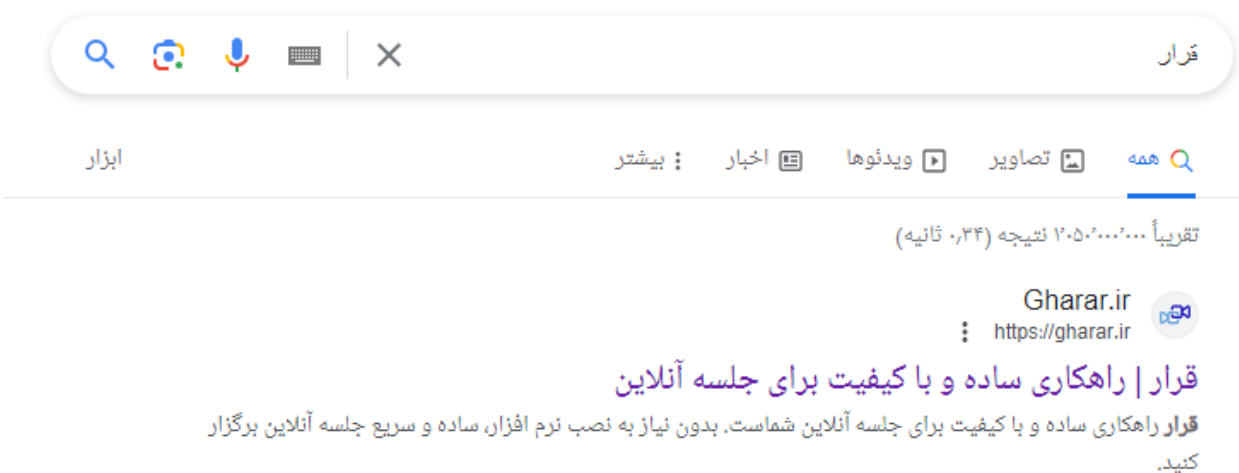 قرار
همه تصاویر ویدئوها اخبار بیشتر ابزار
تقریباً ۱٬۰۵۰٬۰۰۰٬۰۰۰ نتیجه (۰٫۳۴ ثانیه)
Gharar.ir
https://gharar.ir
قرار | راهکاری ساده و با کیفیت برای جلسه آنلاین
قرار راهکاری ساده و با کیفیت برای جلسه آنلاین شماست. بدون نیاز به نصب نرم افزار، ساده و سریع جلسه آنلاین برگزار
کنید.